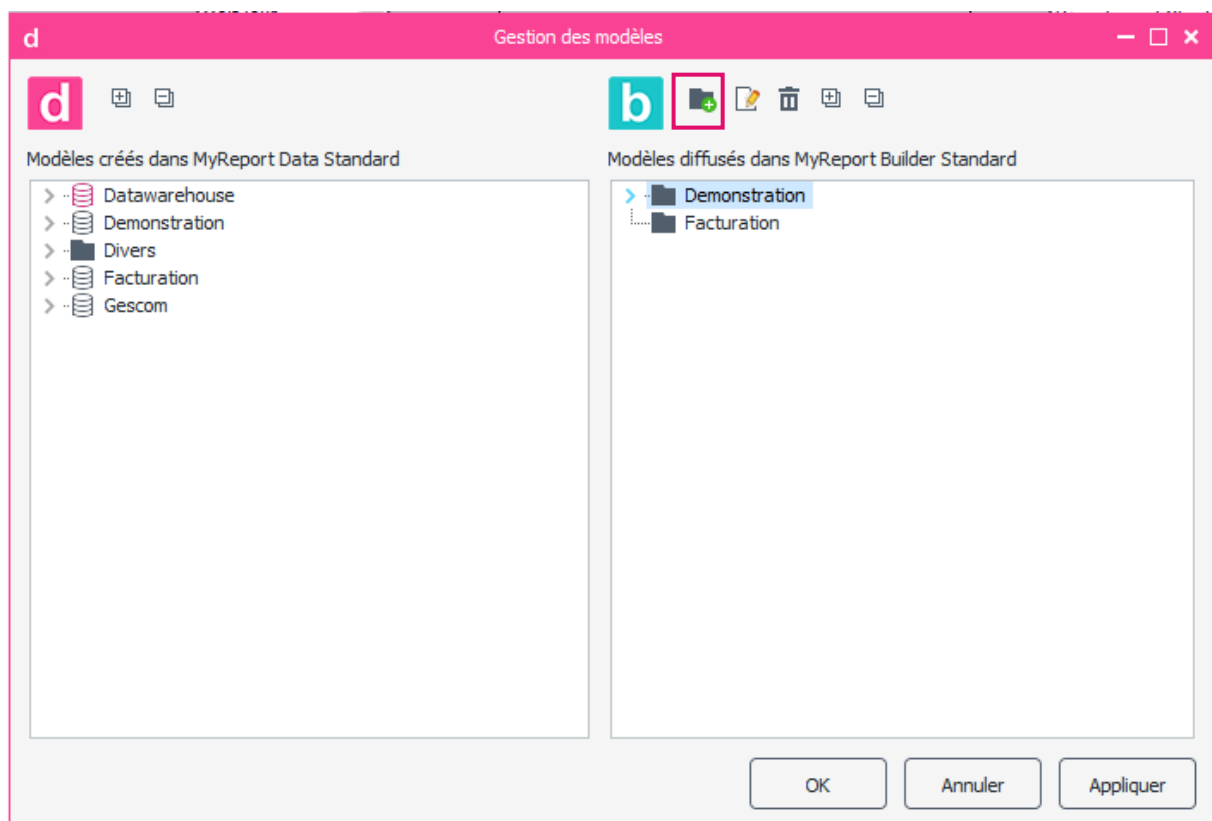 d
Gestion des modèles
d
b
Modèles créés dans MyReport Data Standard
Modèles diffusés dans MyReport Builder Standard
Datawarehouse
Demonstration
Divers
Facturation
Gescom
Demonstration
Facturation
OK
Annuler
Appliquer